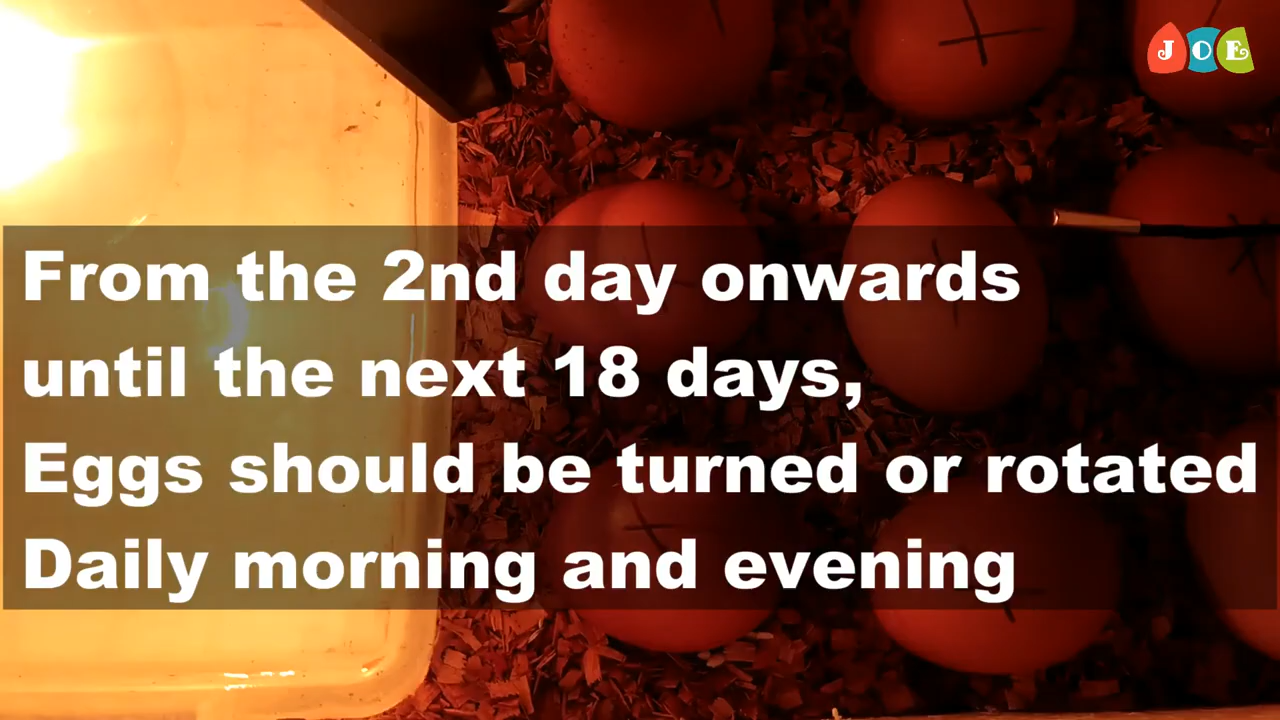 JOE
From the 2nd day onwards
until the next 18 days,
Eggs should be turned or rotated
Daily morning and evening